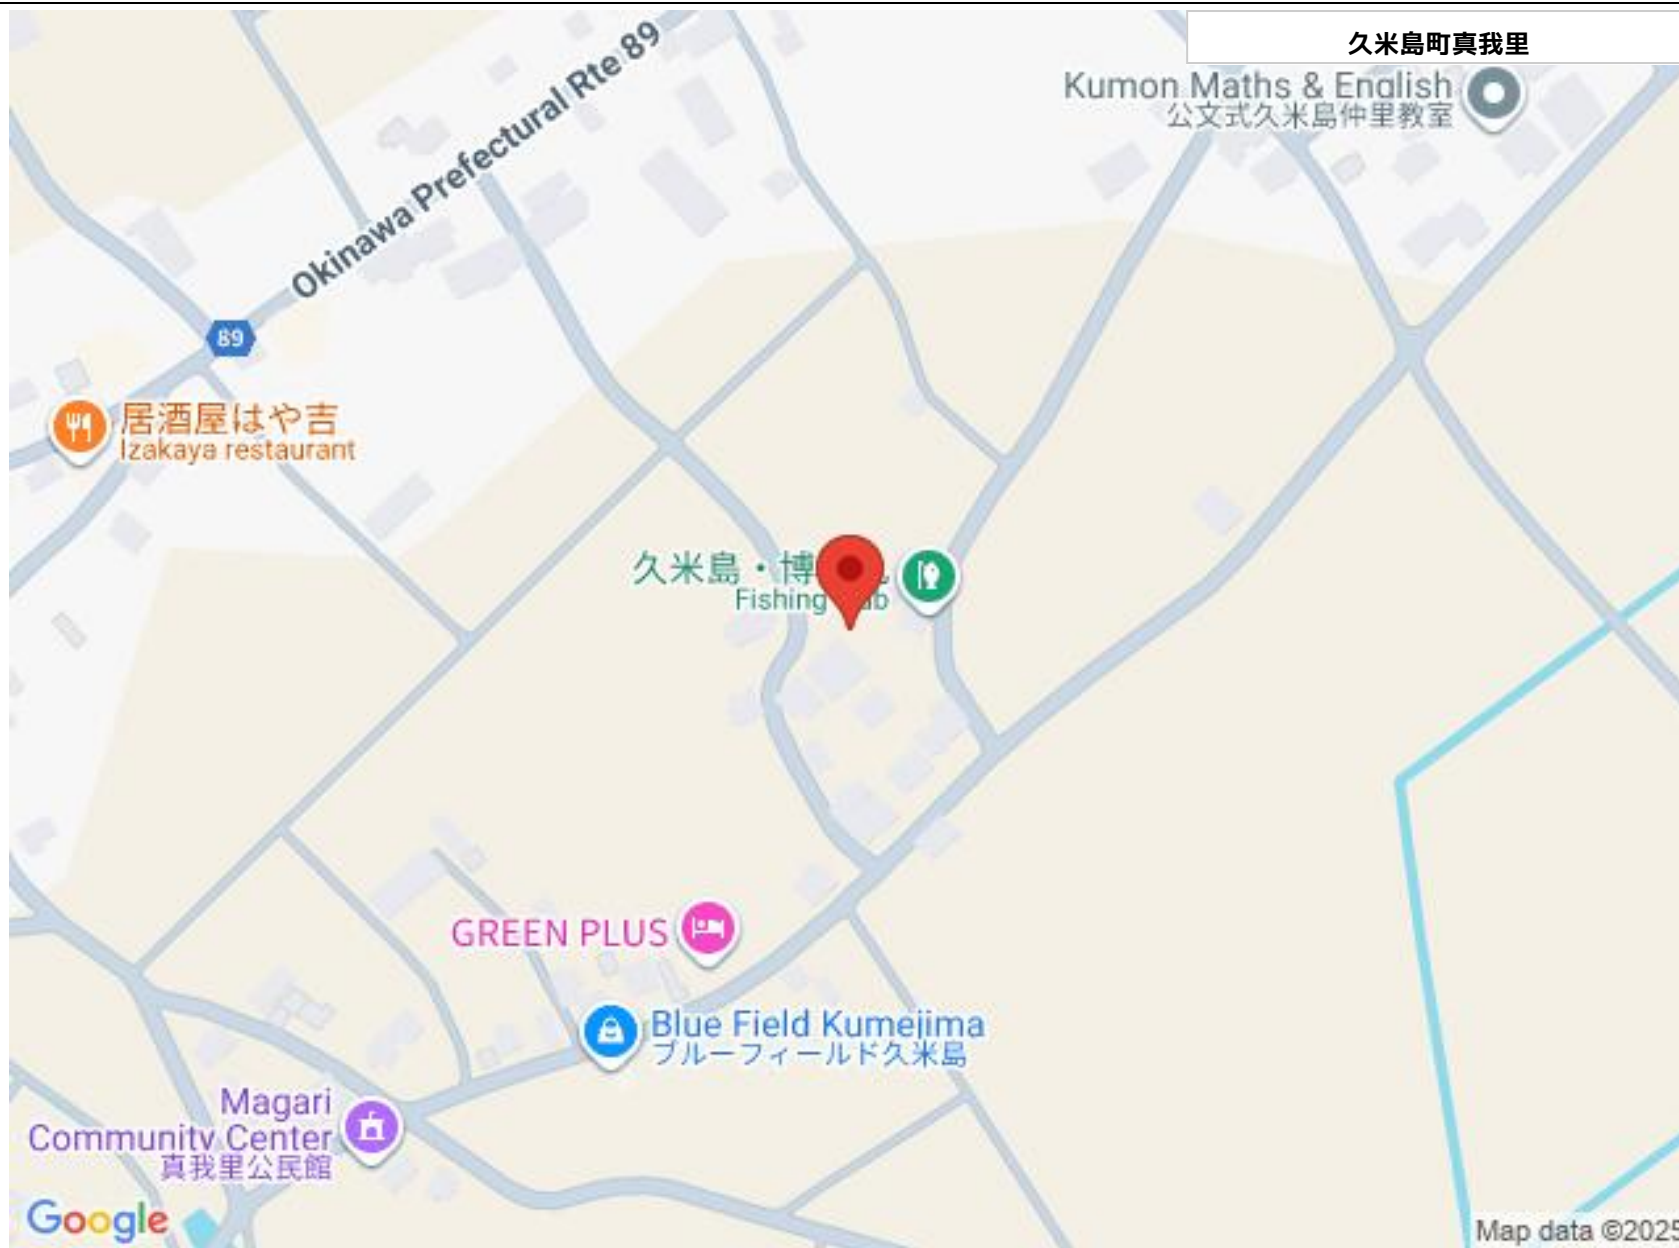 久米島町真我里
Kumon Maths & English
公文式久米島仲里教室
Okinawa Prefectural Rte 89
89
居酒屋はや吉
Izakaya restaurant
久米島・博
Fishing
GREEN PLUS
Blue Field Kumejima
ブルーフィールド久米島
Magari
Community Center
真我里公民館
Google
Map data ©2025